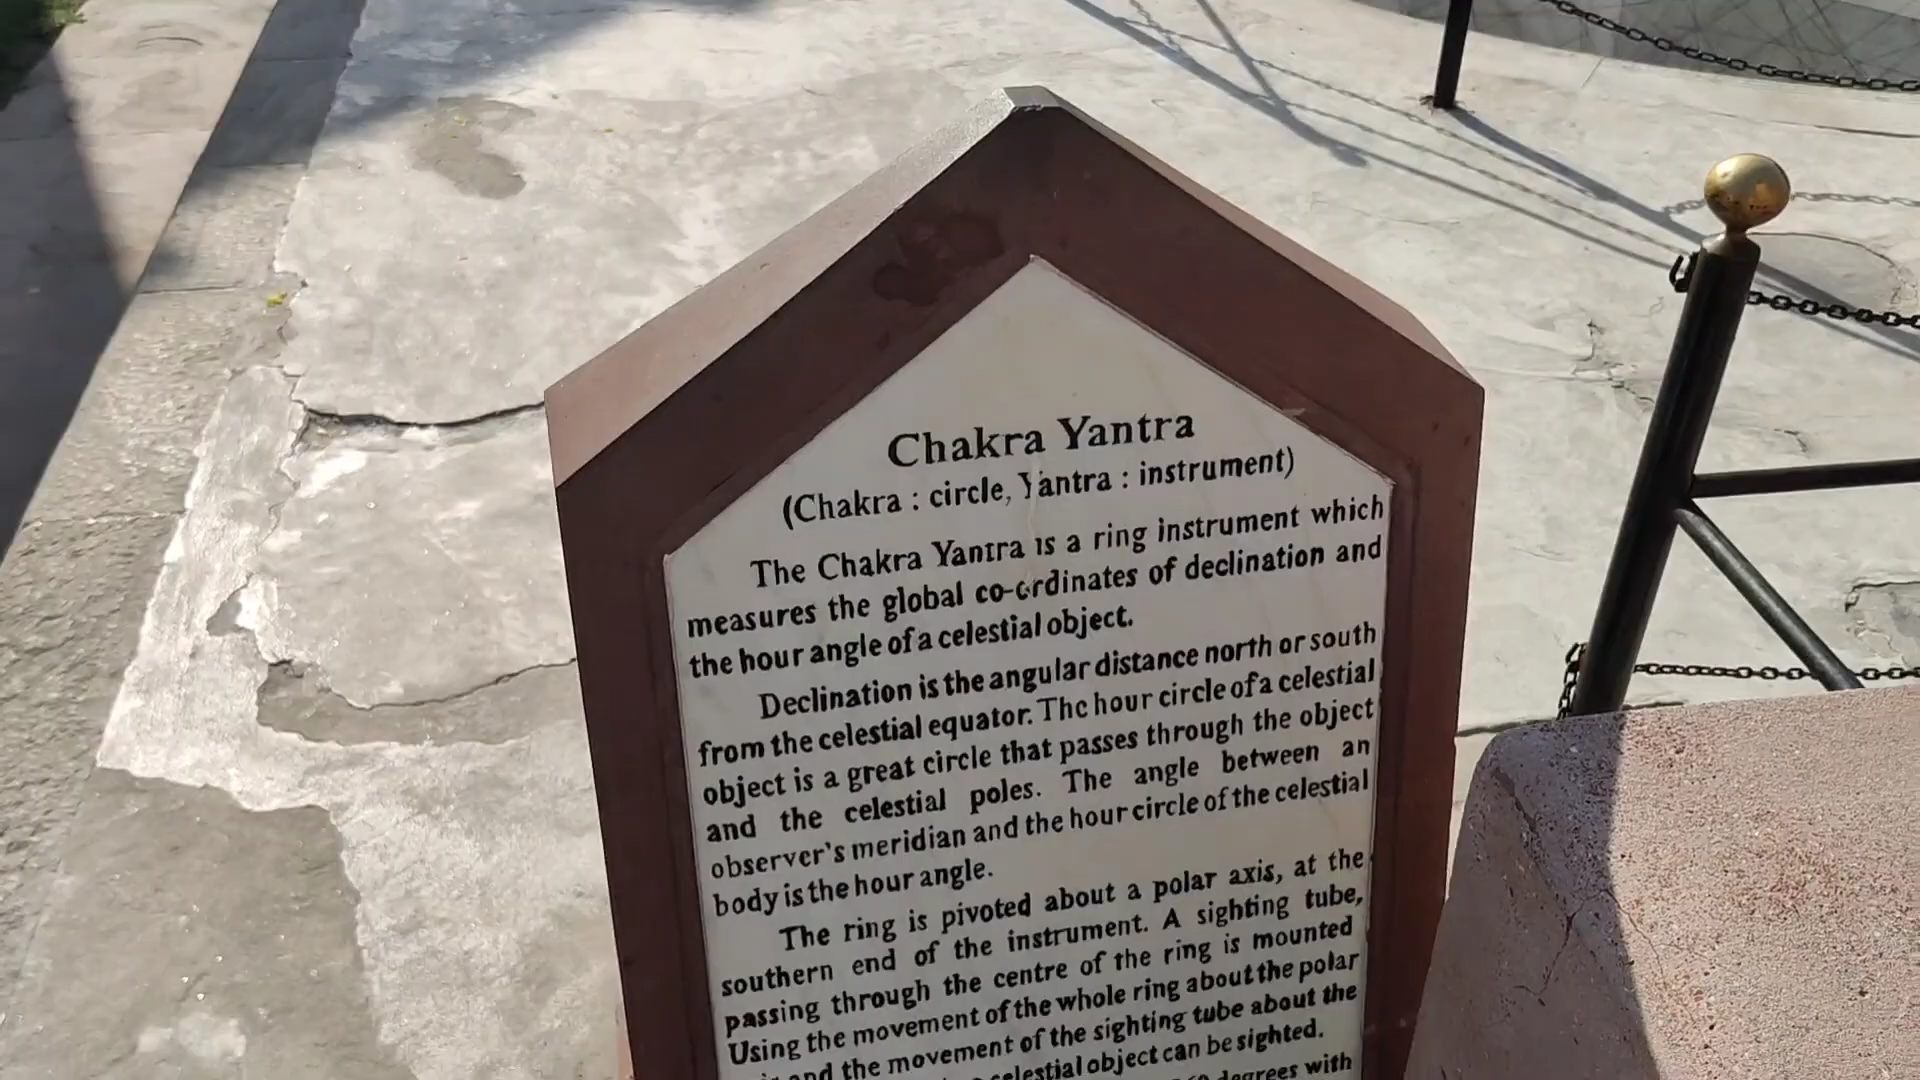 Chakra Yantra
(Chakra : circle, Yantra : instrument)
The Chakra Yantra is a ring instrument which
measures the global co-ordinates of declination and
the hour angle of a celestial object.
Declination is the angular distance north or south
from the celestial equator. The hour circle of a celestial
object is a great circle that passes through the object
and the celestial poles. The angle between an
observer's meridian and the hour circle of the celestial
body is the hour angle.
The ring is pivoted about a polar axis, at the
southern end of the instrument. A sighting tube,
passing through the centre of the ring is mounted
Using the movement of the whole ring about the polar
and the movement of the sighting tube about the
celestial object can be sighted.
degrees with